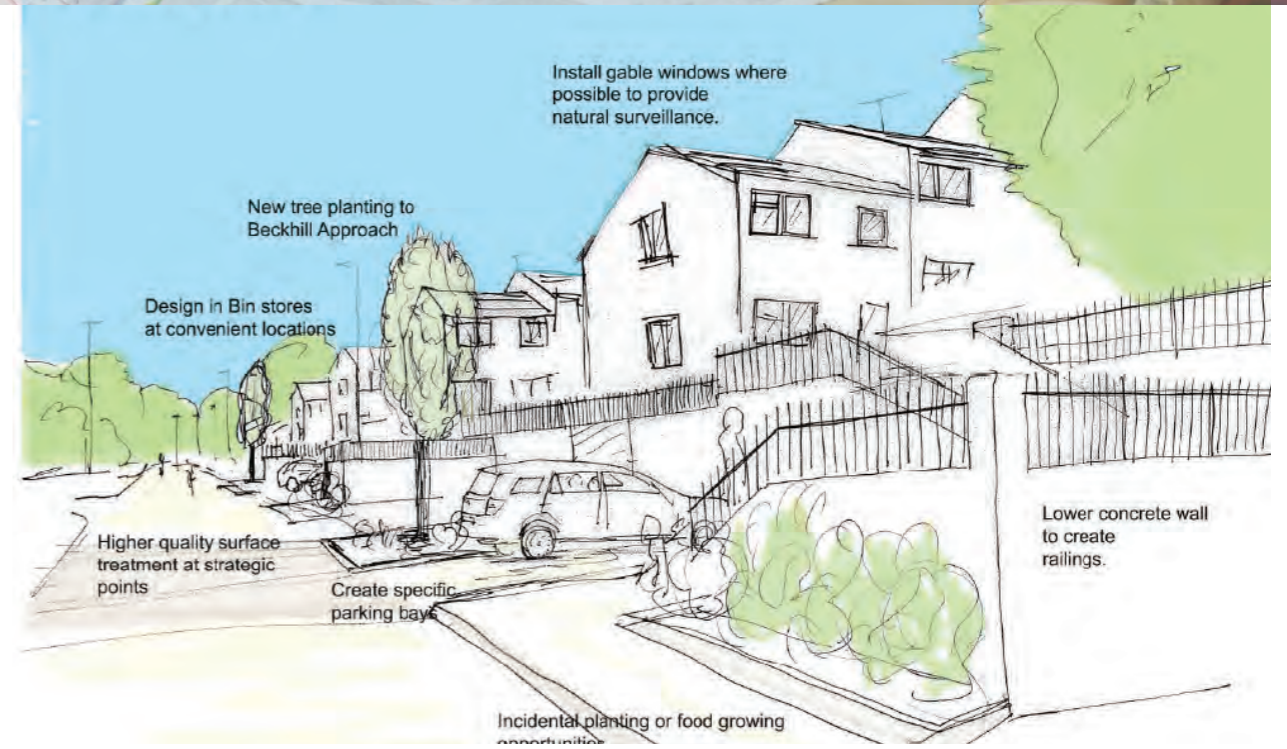 Install gable windows where
possible to provide
natural surveillance.
New tree planting to
Beckhill Approach
Design in Bin stores
at convenient locations
Higher quality surface
treatment at strategic
points
Create specific
parking bays
Lower concrete wall
to create
railings.
Incidental planting or food growing
opportunities